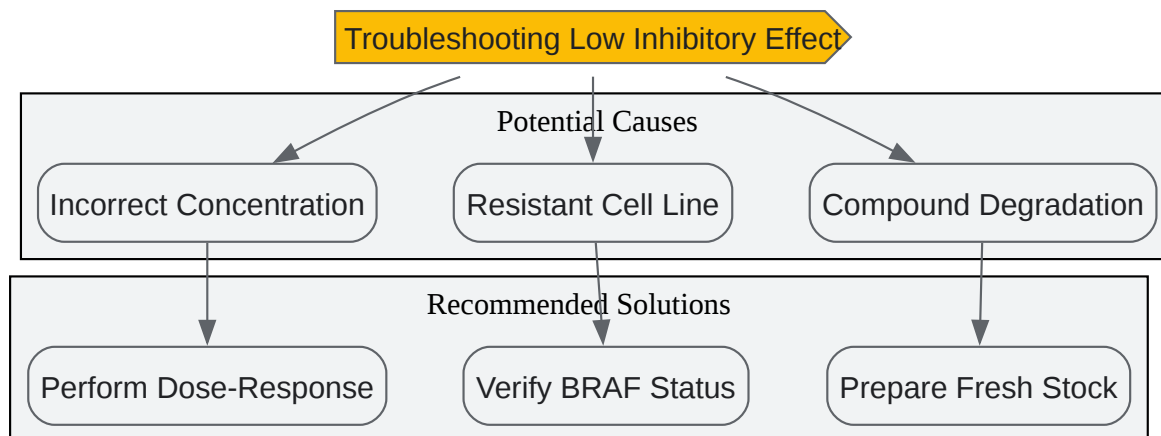 Troubleshooting Low Inhibitory Effect
Potential Causes
Incorrect Concentration
Resistant Cell Line
Compound Degradation
Recommended Solutions
Perform Dose-Response
Verify BRAF Status
Prepare Fresh Stock